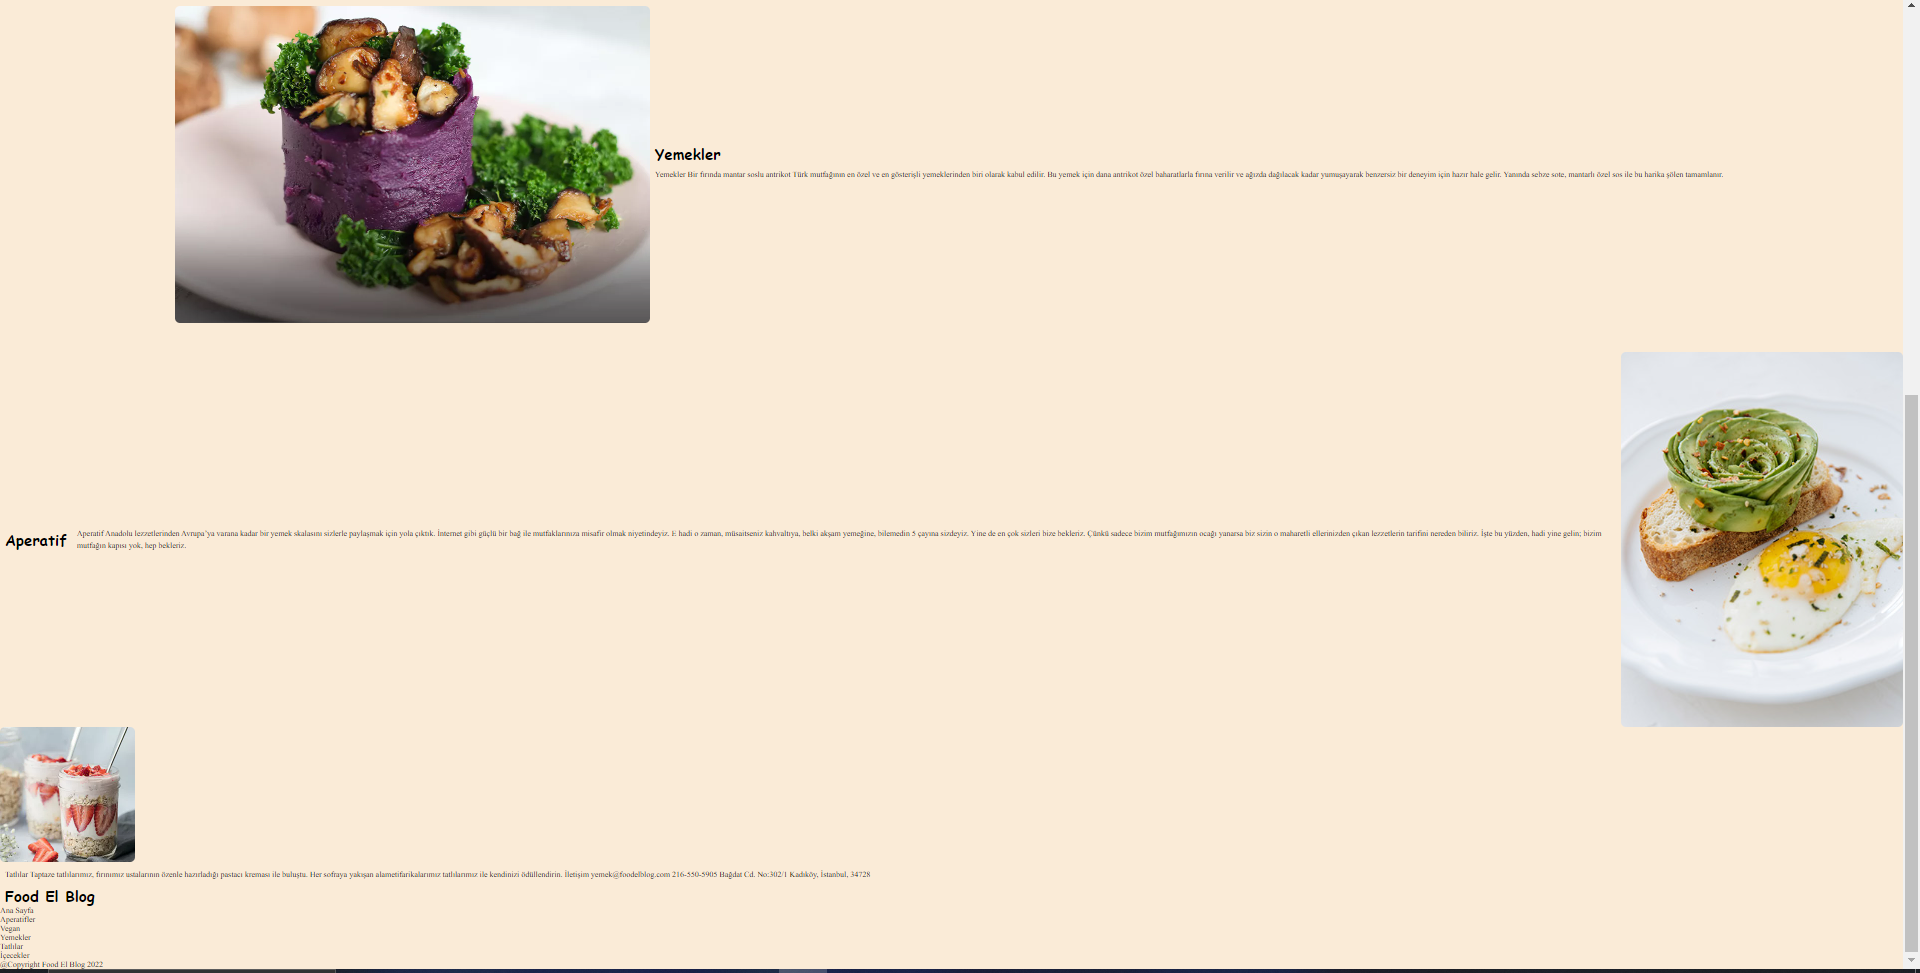 Yemekler
Yemekler Bir fırında mantar soslu antrikot Türk mutfağının en özel ve en gösterişli yemeklerinden biri olarak kabul edilir. Bu yemek için dana antrikot özel baharatlarla fırına verilir ve ağızda dağılacak kadar yumuşayarak benzersiz bir deneyim için hazır hale gelir. Yanında sebze sote, mantarlı özel sos ile bu harika şölen tamamlanır.
Aperatif
Aperatif Anadolu lezzetlerinden Avrupa'ya varana kadar bir yemek skalasını sizlerle paylaşmak için yola çıktık. İnternet gibi güçlü bir bağ ile mutfaklarınıza misafir olmak niyetindeyiz. E hadi o zaman, müsaitseniz kahvaltıya, belki akşam yemeğine, bilemedin 5 çayına sizdeyiz. Yine de en çok sizleri bize bekleriz. Çünkü sadece bizim mutfağımızın ocağı yanarsa biz sizin o maharetli ellerinizden çıkan lezzetlerin tarifini nereden biliriz. İşte bu yüzden, hadi yine gelin; bizim
mutfağın kapısı yok, hep bekleriz.
Tatlılar Taptaze tatlılarımız, fırınımız ustalarının özenle hazırladığı pastacı kreması ile buluştu. Her sofraya yakışan alametifarikalarımız tatlılarımız ile kendinizi ödüllendirin. İletişim yemek@foodelblog.com 216-550-5905 Bağdat Cd. No:302/1 Kadıköy, İstanbul, 34728
Food El Blog
Ana Sayfa
Aperatifler
Vegan
Yemekler
Tatlılar
İçecekler
@Copyright Food El Blog 2022